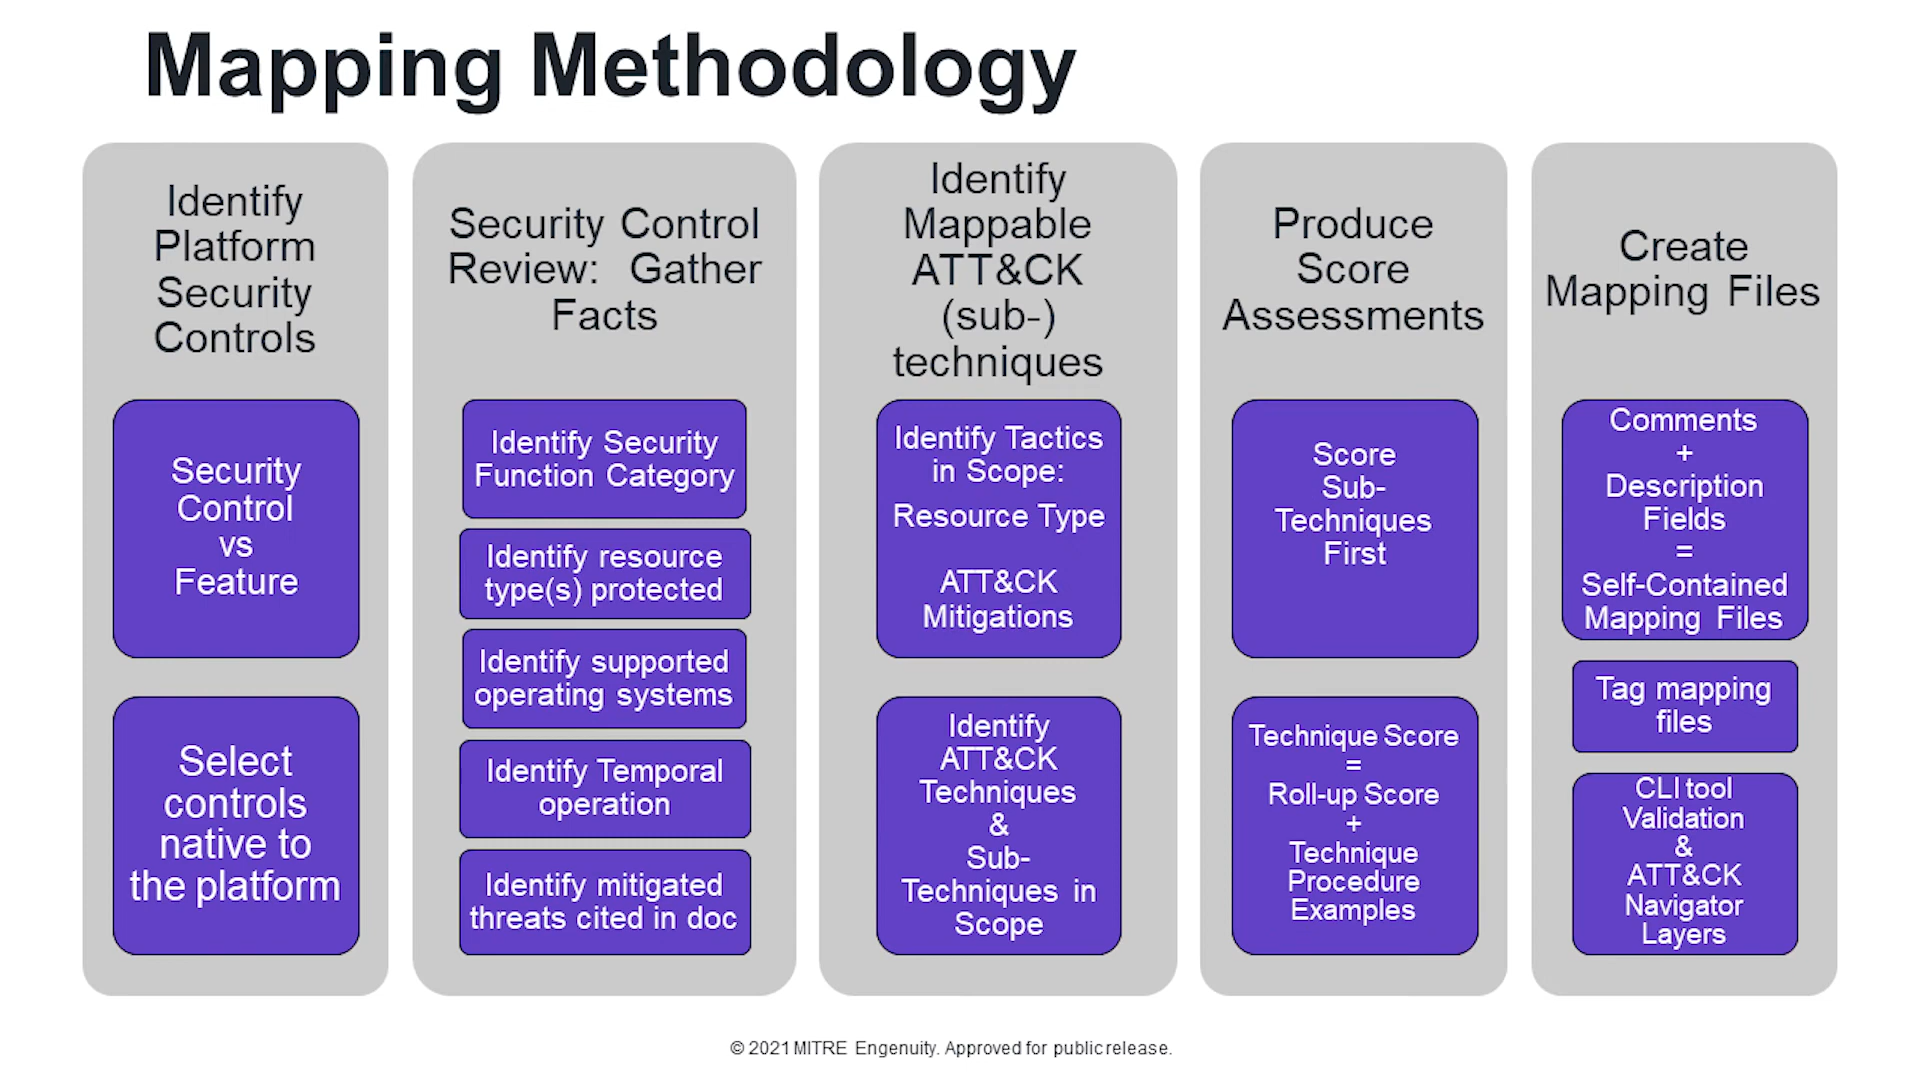 Mapping Methodology
Identify
Platform
Security
Controls
Security
Control
vs
Feature
Select
controls
native to
the platform
Security Control
Review: Gather
Facts
Identify Security
Function Category
Identify resource
type(s) protected
Identify supported
operating systems
Identify Temporal
operation
Identify mitigated
threats cited in doc
Identify
Mappable
ATT&CK
(sub-)
techniques
Identify Tactics
in Scope:
Resource Type
ATT&CK
Mitigations
Identify
ATT&CK
Techniques
&
Sub-
Techniques in
Scope
Produce
Score
Assessments
Score
Sub-
Techniques
First
Technique Score
=
Roll-up Score
+
Technique
Procedure
Examples
Create
Mapping Files
Comments
+
Description
Fields
=
Self-Contained
Mapping Files
Tag mapping
files
CLI tool
Validation
&
ATT&CK
Navigator
Layers
© 2021 MITRE Engenuity. Approved for public release.